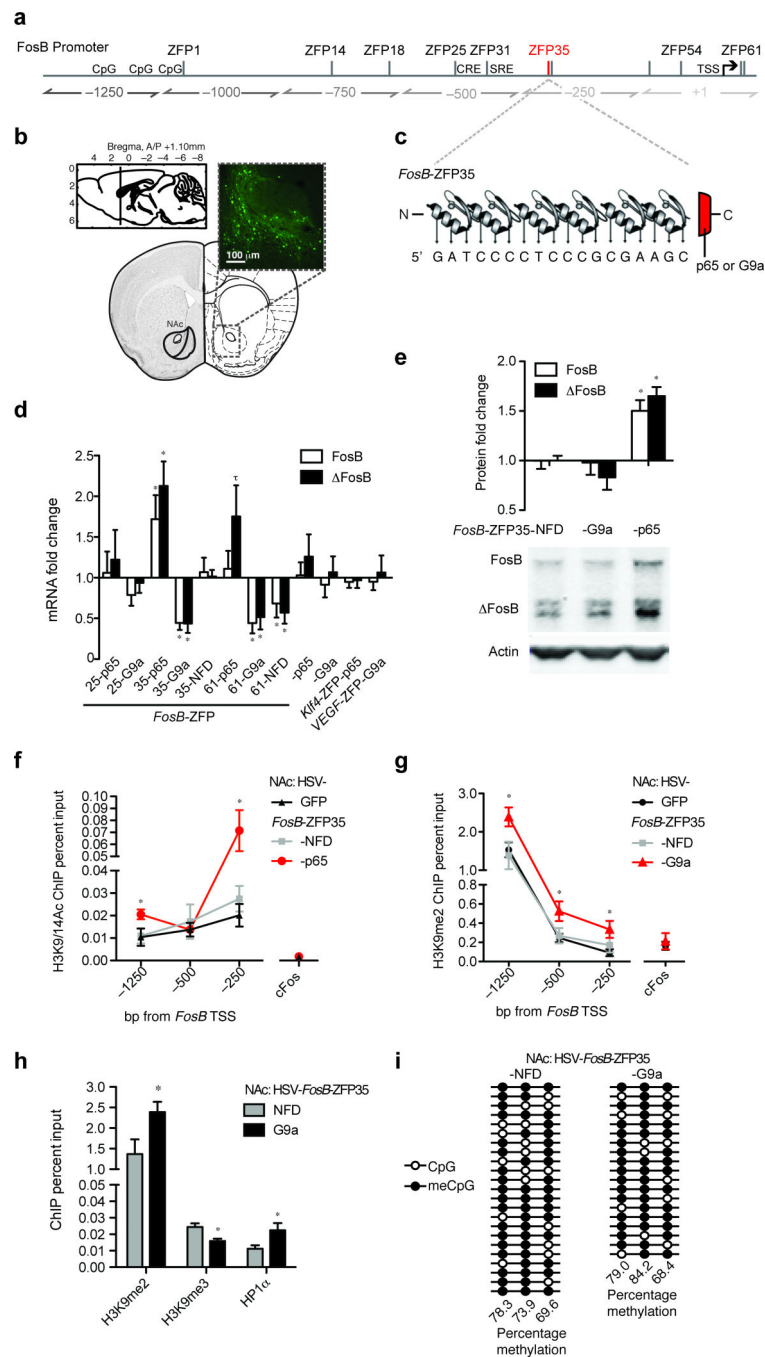 a
FosB Promoter
ZFP1 ZFP14 ZFP18 ZFP25 ZFP31 ZFP35 ZFP54 ZFP61
CpG CpG CpG CRE SRE TSS
−1250 −1000 −750 −500 −250 +1
b
Bregma, A/P +1.10mm
4 2 0 −2 −4 −6 −8
0
2
4
6
100 μm
NAc
c
FosB-ZFP35
N C
5' G A T C C C C T C C C G C G A A G C
p65 or G9a
d
mRNA fold change
2.5
2.0
1.5
1.0
0.5
0
FosB
ΔFosB
* * * * τ * * * *
25-p65 25-G9a 35-p65 35-G9a 35-NFD 61-p65 61-G9a 61-NFD -p65 -G9a Klf4-ZFP-p65 VEGF-ZFP-G9a
FosB-ZFP
e
Protein fold change
2.0
1.5
1.0
0.5
FosB
ΔFosB
* *
FosB-ZFP35-NFD -G9a -p65
FosB
ΔFosB
Actin
f
H3K9/14Ac ChIP percent input
0.10
0.09
0.08
0.07
0.06
0.05
0.04
0.03
0.02
0.01
0.00
* *
NAc: HSV-
GFP
FosB-ZFP35
-NFD
-p65
−1250 −500 −250 cFos
bp from FosB TSS
g
H3K9me2 ChIP percent input
3.0
2.5
2.0
1.5
1.0
0.8
0.6
0.4
0.2
0.0
* * *
NAc: HSV-
GFP
FosB-ZFP35
-NFD
-G9a
−1250 −500 −250 cFos
bp from FosB TSS
h
ChIP percent input
3.0
2.5
2.0
1.5
1.0
0.04
0.03
0.02
0.01
* * *
NAc: HSV-FosB-ZFP35
NFD
G9a
H3K9me2 H3K9me3 HP1α
i
NAc: HSV-FosB-ZFP35
-NFD -G9a
CpG
meCpG
78.3 73.9 69.6
Percentage
methylation
79.0 84.2 68.4
Percentage
methylation